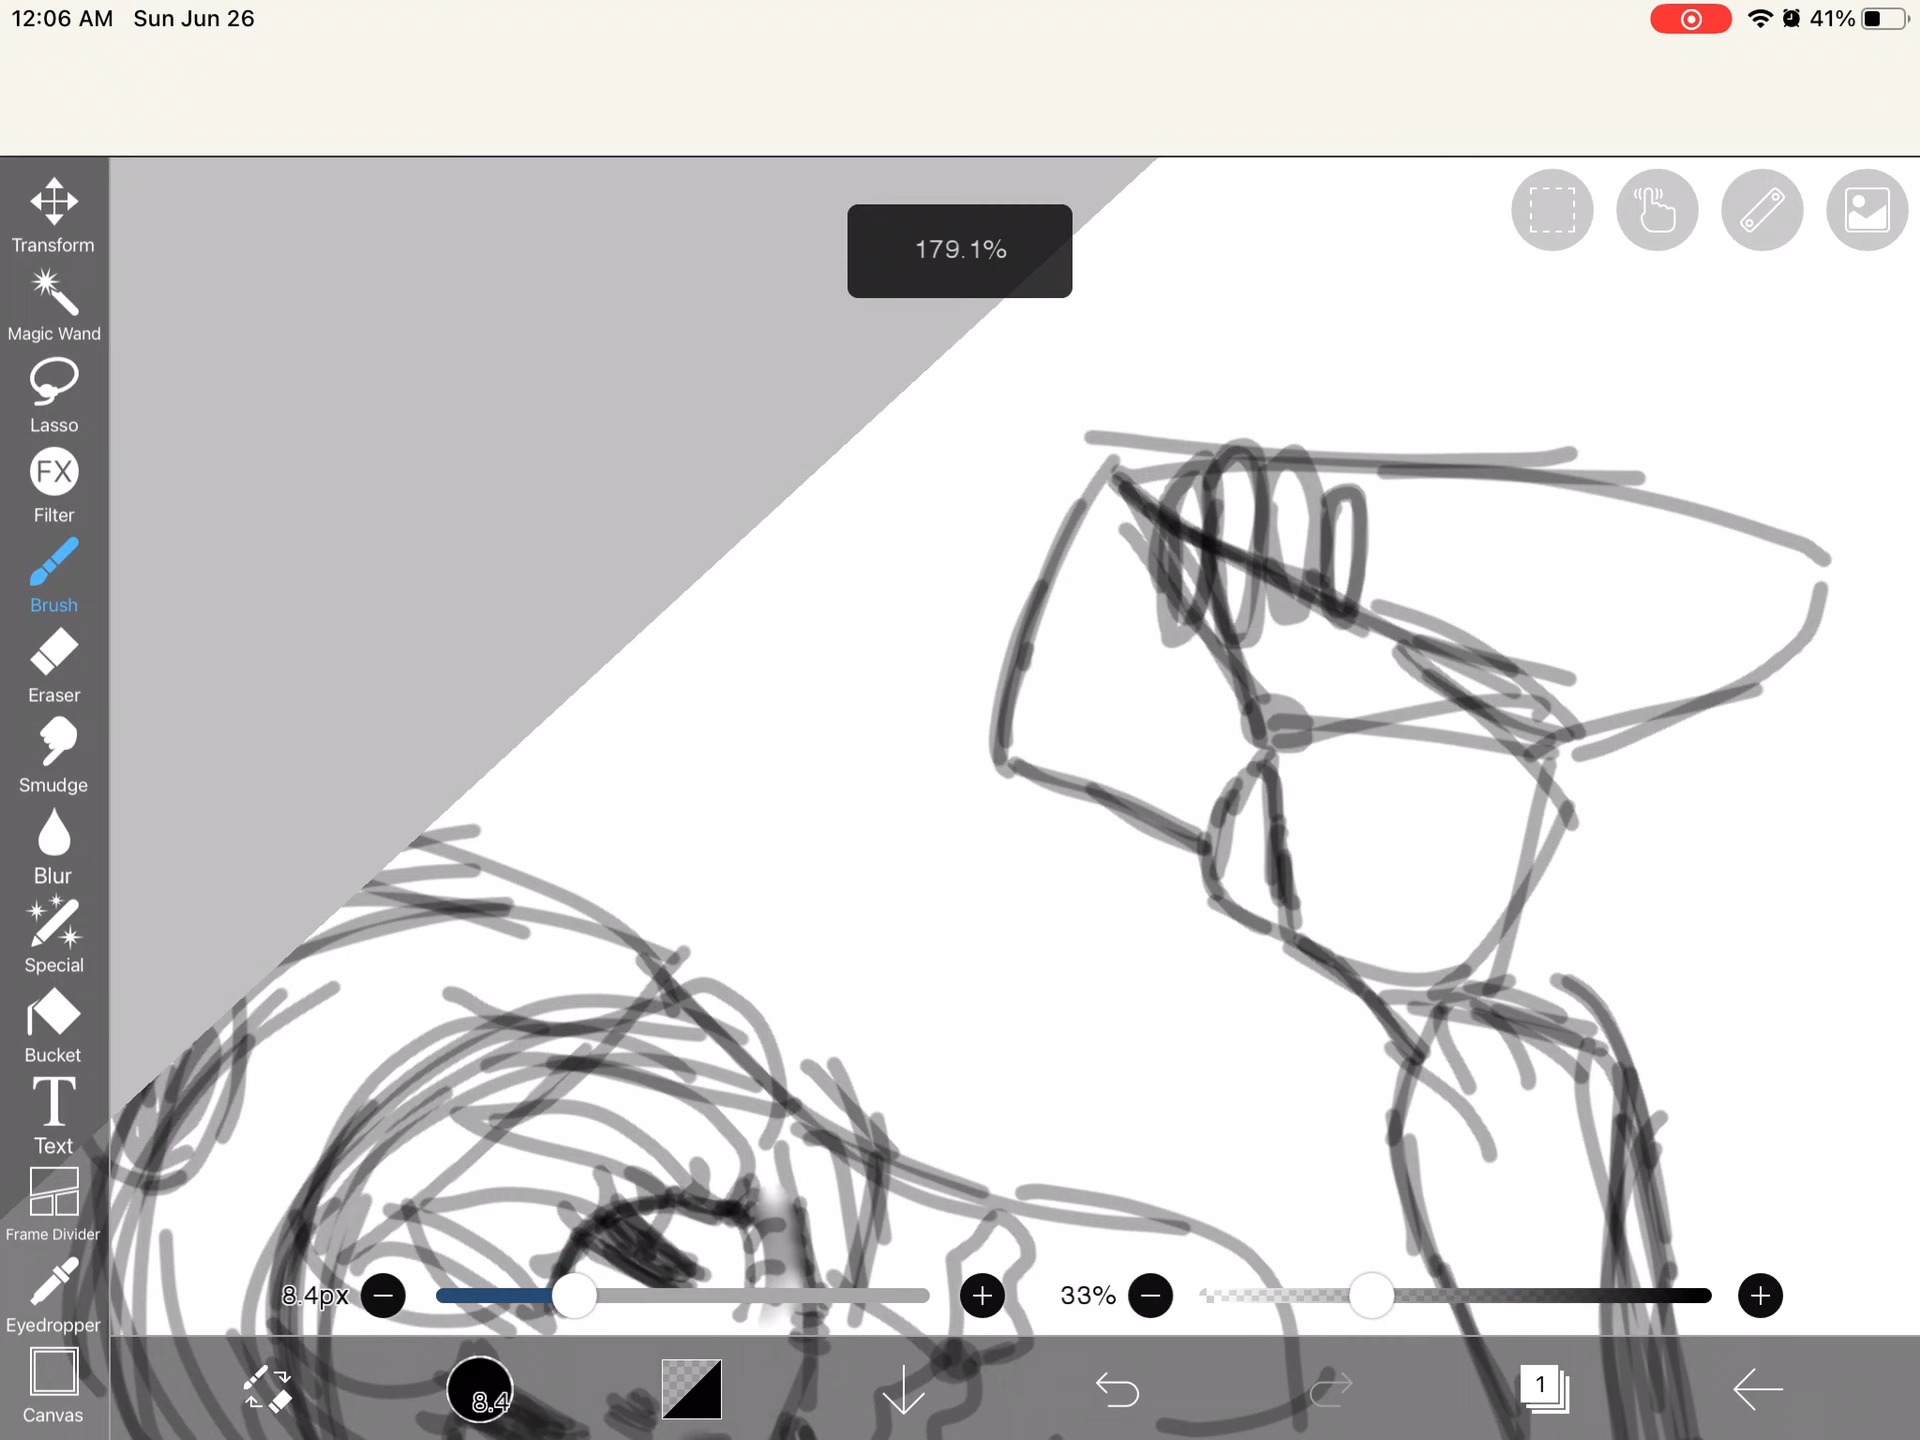 12:06 AM Sun Jun 26
41%
179.1%
Transform
Magic Wand
Lasso
FX
Filter
Brush
Eraser
Smudge
Blur
Special
Bucket
T
Text
Frame Divider
Eyedropper
Canvas
8.4px
33%
8.4
1